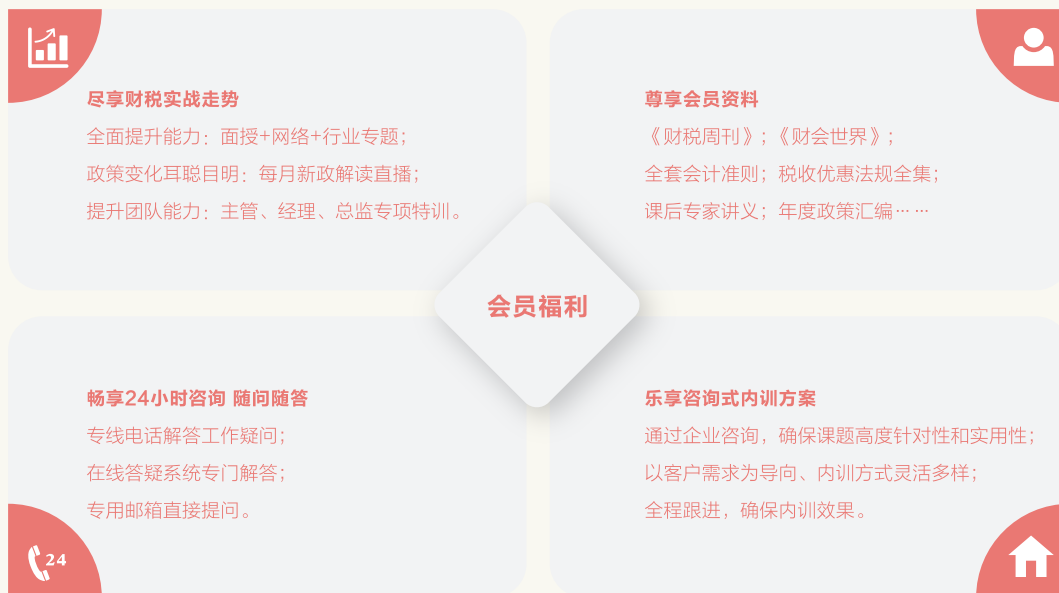 尽享财税实战走势
全面提升能力：面授+网络+行业专题；
政策变化耳聪目明：每月新政解读直播；
提升团队能力：主管、经理、总监专项特训。
尊享会员资料
《财税周刊》；《财会世界》；
全套会计准则；税收优惠法规全集；
课后专家讲义；年度政策汇编……
会员福利
畅享24小时咨询 随问随答
专线电话解答工作疑问；
在线答疑系统专门解答；
专用邮箱直接提问。
24
乐享咨询式内训方案
通过企业咨询，确保课题高度针对性和实用性；
以客户需求为导向、内训方式灵活多样；
全程跟进，确保内训效果。